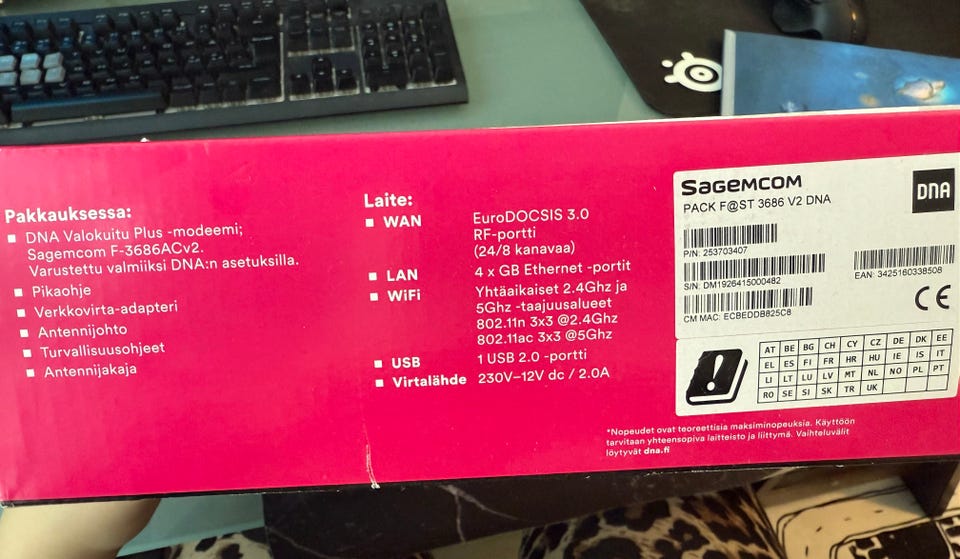 Pakkauksessa:
DNA Valokuitu Plus -modeemi;
Sagemcom F-3686ACv2.
Varustettu valmiiksi DNA:n asetuksilla.
Pikaohje
Verkkovirta-adapteri
Antennijohto
Turvallisuusohjeet
Antennijakaja
Laite:
WAN EuroDOCSIS 3.0
RF-portti
(24/8 kanavaa)
LAN 4 x GB Ethernet -portit
WiFi Yhtäaikaiset 2.4Ghz ja
5Ghz -taajuusalueet
802.11n 3x3 @2.4Ghz
802.11ac 3x3 @5Ghz
USB 1 USB 2.0 -portti
Virtalähde 230V–12V dc / 2.0A
SAGEMCOM
PACK F@ST 3686 V2 DNA
DNA
P/N: 253703407
S/N: DM1926415000482
EAN: 3425160338508
CM MAC: ECBEDDB825C8
CE
AT BE BG CH CY CZ DE DK EE
EL ES FI FR HR HU IE IS IT
LI LT LU LV MT NL NO PL PT
RO SE SI SK TR UK
*Nopeudet ovat teoreettisia maksiminopeuksia. Käyttöön
tarvitaan yhteensopiva laitteisto ja liittymä. Vaihteluvälit
löytyvät dna.fi